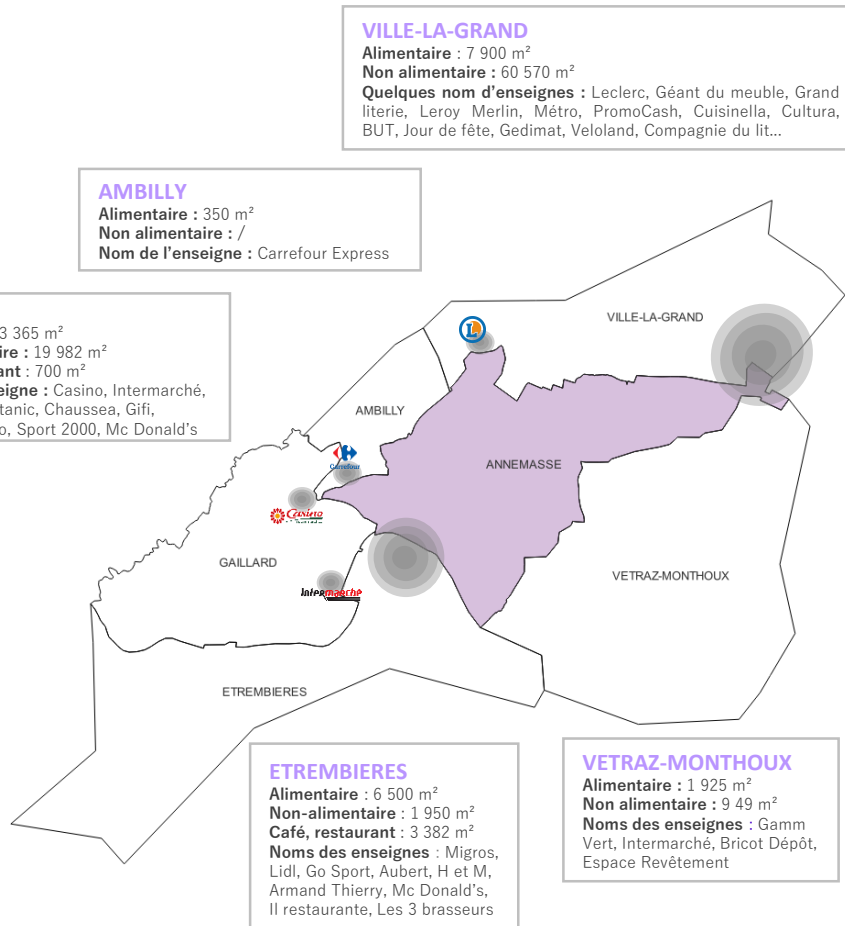 VILLE-LA-GRAND
Alimentaire : 7 900 m²
Non alimentaire : 60 570 m²
Quelques nom d'enseignes : Leclerc, Géant du meuble, Grand
literie, Leroy Merlin, Métro, PromoCash, Cuisinella, Cultura,
BUT, Jour de fête, Gedimat, Veloland, Compagnie du lit...
AMBILLY
Alimentaire : 350 m²
Non alimentaire : /
Nom de l'enseigne : Carrefour Express
3 365 m²
ire : 19 982 m²
ant : 700 m²
eigne : Casino, Intermarché,
tanic, Chaussea, Gifi,
o, Sport 2000, Mc Donald's
L
VILLE-LA-GRAND
AMBILLY
Carrefour
ANNEMASSE
Casino
GAILLARD
VETRAZ-MONTHOUX
Intermarché
ETREMBIERES
ETREMBIERES
Alimentaire : 6 500 m²
Non-alimentaire : 1 950 m²
Café, restaurant : 3 382 m²
Noms des enseignes : Migros,
Lidl, Go Sport, Aubert, H et M,
Armand Thierry, Mc Donald's,
Il restaurante, Les 3 brasseurs
VETRAZ-MONTHOUX
Alimentaire : 1 925 m²
Non alimentaire : 9 49 m²
Noms des enseignes : Gamm
Vert, Intermarché, Bricot Dépôt,
Espace Revêtement